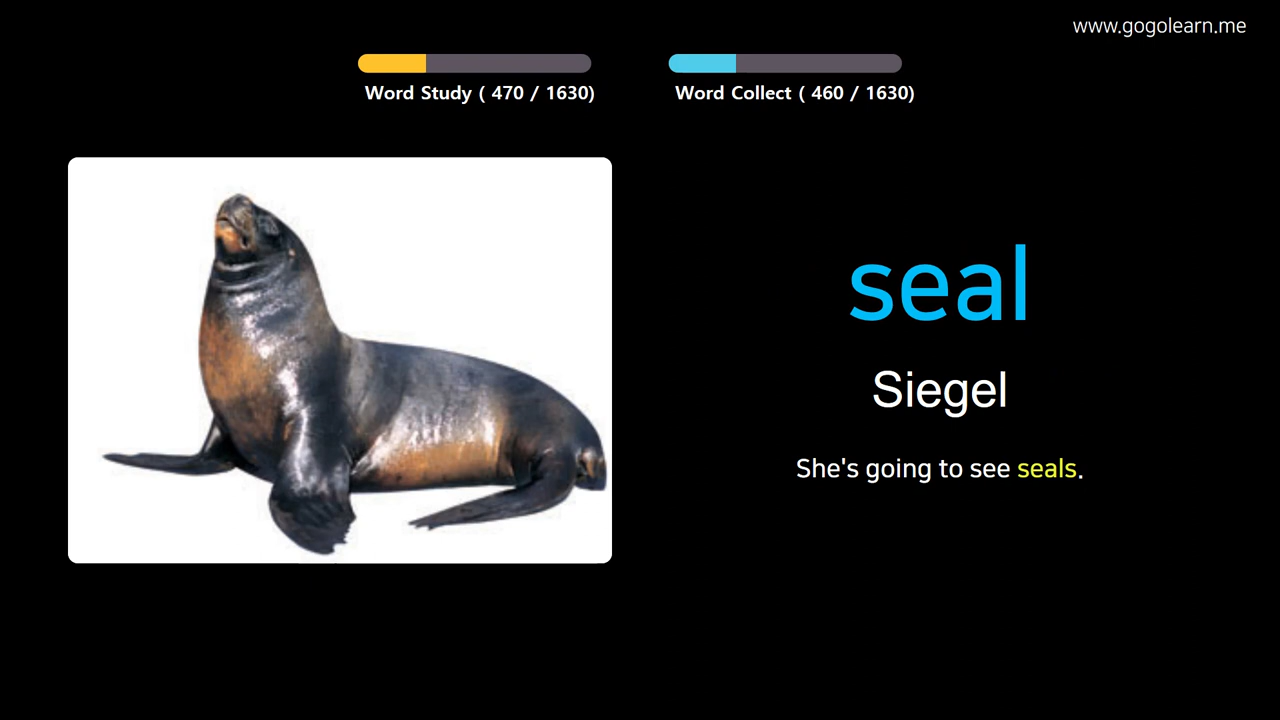 www.gogolearn.me
Word Study ( 470 / 1630)
Word Collect ( 460 / 1630)
seal
Siegel
She's going to see seals.